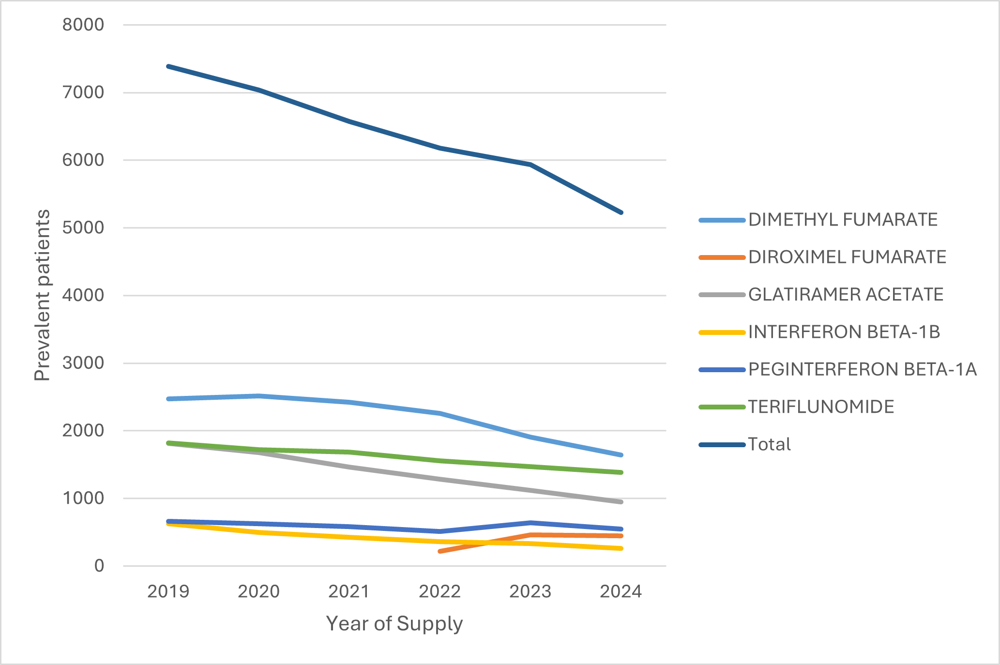 8000
7000
6000
5000
4000
3000
2000
1000
0
Prevalent patients
2019 2020 2021 2022 2023 2024
Year of Supply
DIMETHYL FUMARATE
DIROXIMEL FUMARATE
GLATIRAMER ACETATE
INTERFERON BETA-1B
PEGINTERFERON BETA-1A
TERIFLUNOMIDE
Total